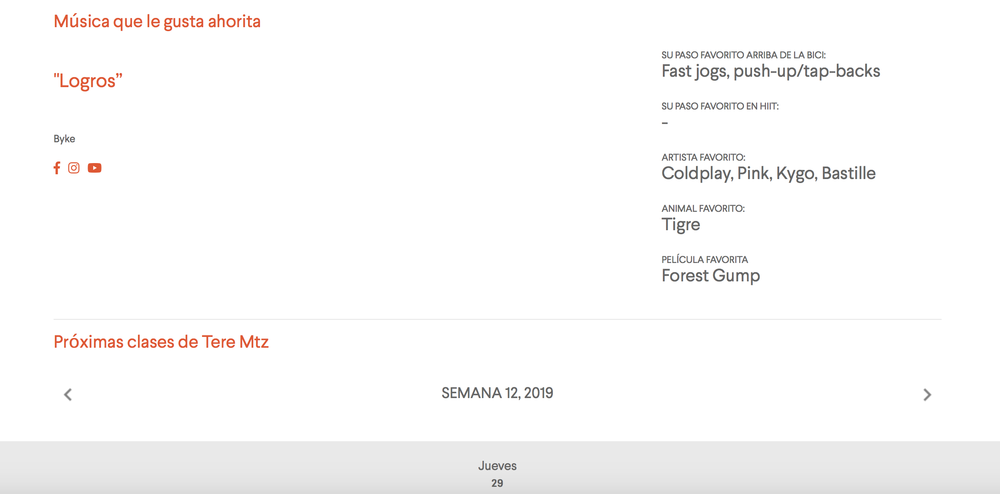 Música que le gusta ahorita
"Logros”
Byke
SU PASO FAVORITO ARRIBA DE LA BICI:
Fast jogs, push-up/tap-backs
SU PASO FAVORITO EN HIIT:
-
ARTISTA FAVORITO:
Coldplay, Pink, Kygo, Bastille
ANIMAL FAVORITO:
Tigre
PELÍCULA FAVORITA
Forest Gump
Próximas clases de Tere Mtz
SEMANA 12, 2019
Jueves
29